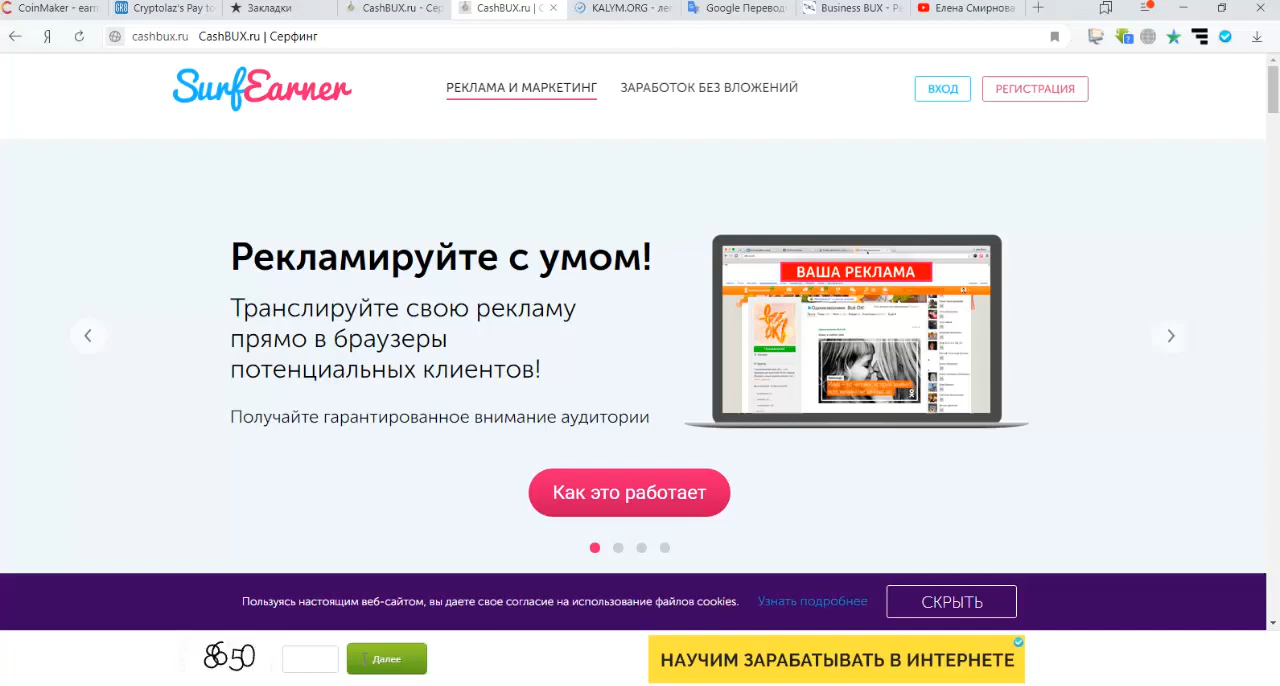 CoinMaker - earn
Cryptolaz's Pay to
Закладки
CashBUX.ru - Сер
CashBUX.ru | С
KALYM.ORG - ле
Google Перевод
Business BUX - Р
Елена Смирнова
Я
cashbux.ru CashBUX.ru | Серфинг
SurfEarner
РЕКЛАМА И МАРКЕТИНГ
ЗАРАБОТОК БЕЗ ВЛОЖЕНИЙ
ВХОД
РЕГИСТРАЦИЯ
Рекламируйте с умом!
Транслируйте свою рекламу
прямо в браузеры
потенциальных клиентов!
Получайте гарантированное внимание аудитории
ВАША РЕКЛАМА
Как это работает
Пользуясь настоящим веб-сайтом, вы даете свое согласие на использование файлов cookies.
Узнать подробнее
СКРЫТЬ
Далее
НАУЧИМ ЗАРАБАТЫВАТЬ В ИНТЕРНЕТЕ